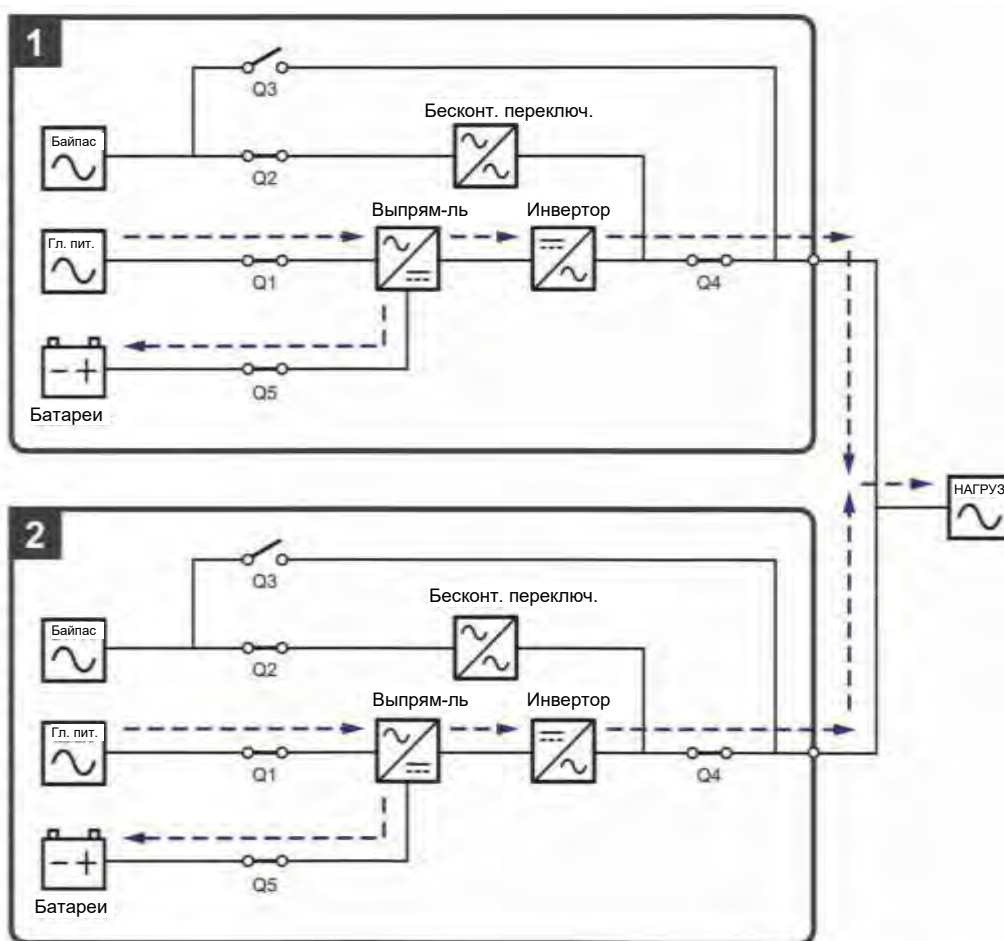 1
Q3
Бесконт. переключ.
Байпас
Q2
Выпрям-ль
Инвертор
Гл. пит.
Q1
Q4
Q5
Батареи
НАГРУЗ
2
Q3
Бесконт. переключ.
Байпас
Q2
Выпрям-ль
Инвертор
Гл. пит.
Q1
Q4
Q5
Батареи